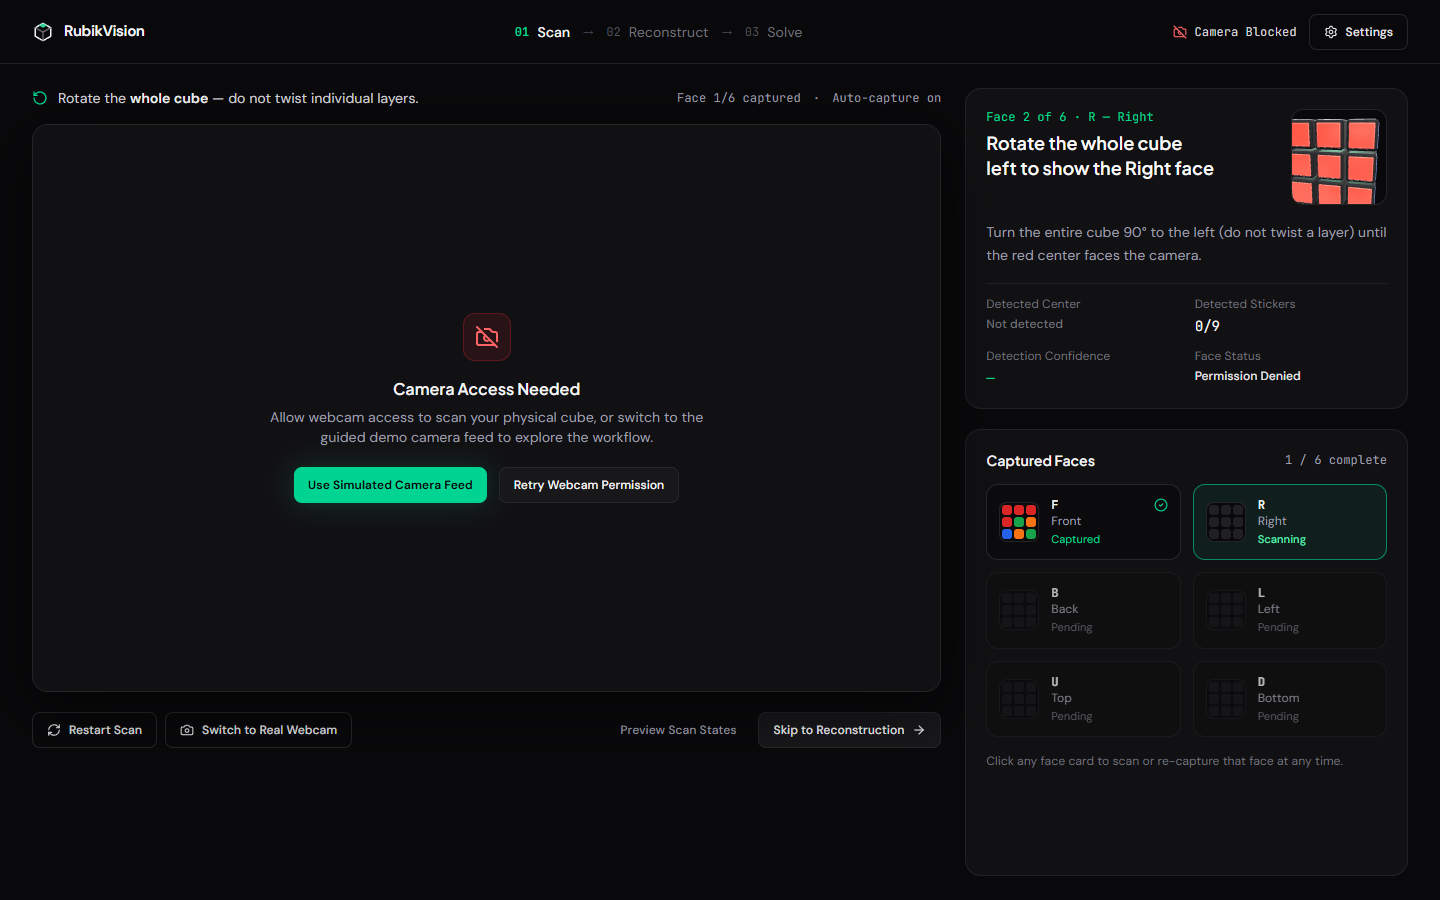 RubikVision
01 Scan → 02 Reconstruct → 03 Solve
Camera Blocked
Settings
Rotate the whole cube — do not twist individual layers.
Face 1/6 captured · Auto-capture on
Camera Access Needed
Allow webcam access to scan your physical cube, or switch to the
guided demo camera feed to explore the workflow.
Use Simulated Camera Feed
Retry Webcam Permission
Restart Scan
Switch to Real Webcam
Preview Scan States
Skip to Reconstruction →
Face 2 of 6 · R — Right
Rotate the whole cube
left to show the Right face
Turn the entire cube 90° to the left (do not twist a layer) until
the red center faces the camera.
Detected Center
Not detected
Detected Stickers
0/9
Detection Confidence
—
Face Status
Permission Denied
Captured Faces
1 / 6 complete
F
Front
Captured
R
Right
Scanning
B
Back
Pending
L
Left
Pending
U
Top
Pending
D
Bottom
Pending
Click any face card to scan or re-capture that face at any time.